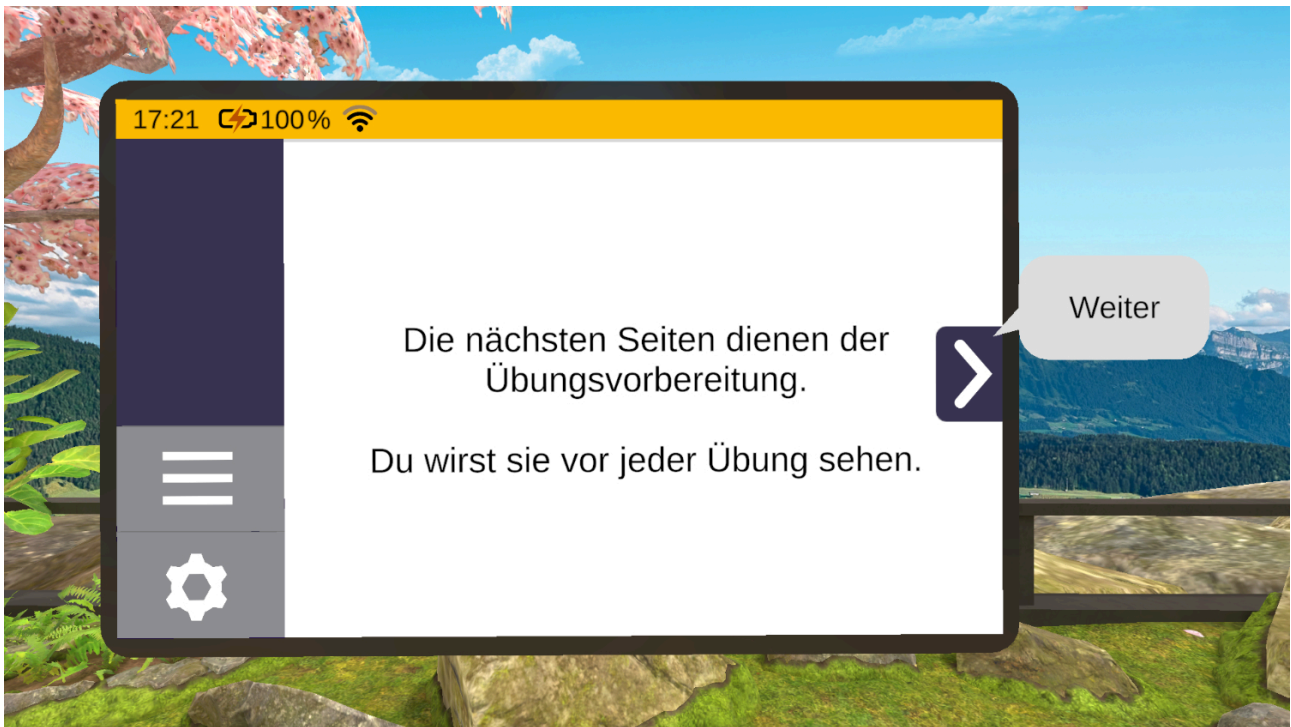 17:21 100%
Die nächsten Seiten dienen der
Übungsvorbereitung.
Du wirst sie vor jeder Übung sehen.
Weiter